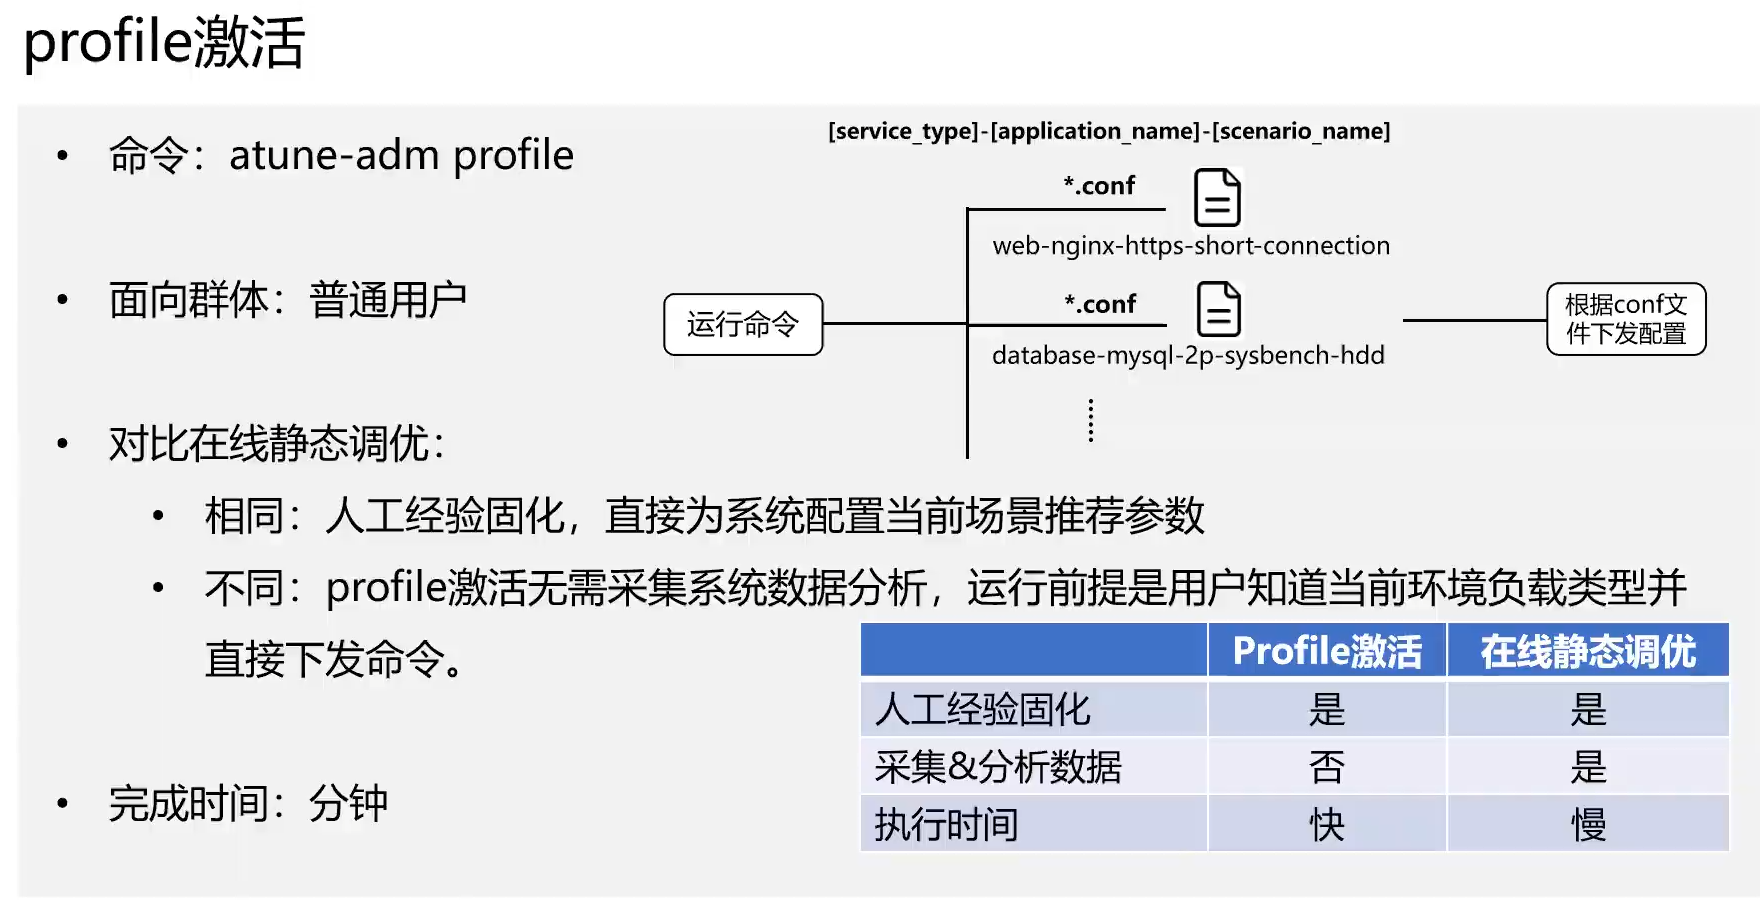 profile激活
• 命令：atune-adm profile
• 面向群体：普通用户
[service_type]-[application_name]-[scenario_name]
*.conf
web-nginx-https-short-connection
运行命令
*.conf
database-mysql-2p-sysbench-hdd
根据conf文
件下发配置
• 对比在线静态调优：
• 相同：人工经验固化，直接为系统配置当前场景推荐参数
• 不同：profile激活无需采集系统数据分析，运行前提是用户知道当前环境负载类型并
直接下发命令。
Profile激活 在线静态调优
人工经验固化 是 是
采集&分析数据 否 是
执行时间 快 慢
• 完成时间：分钟